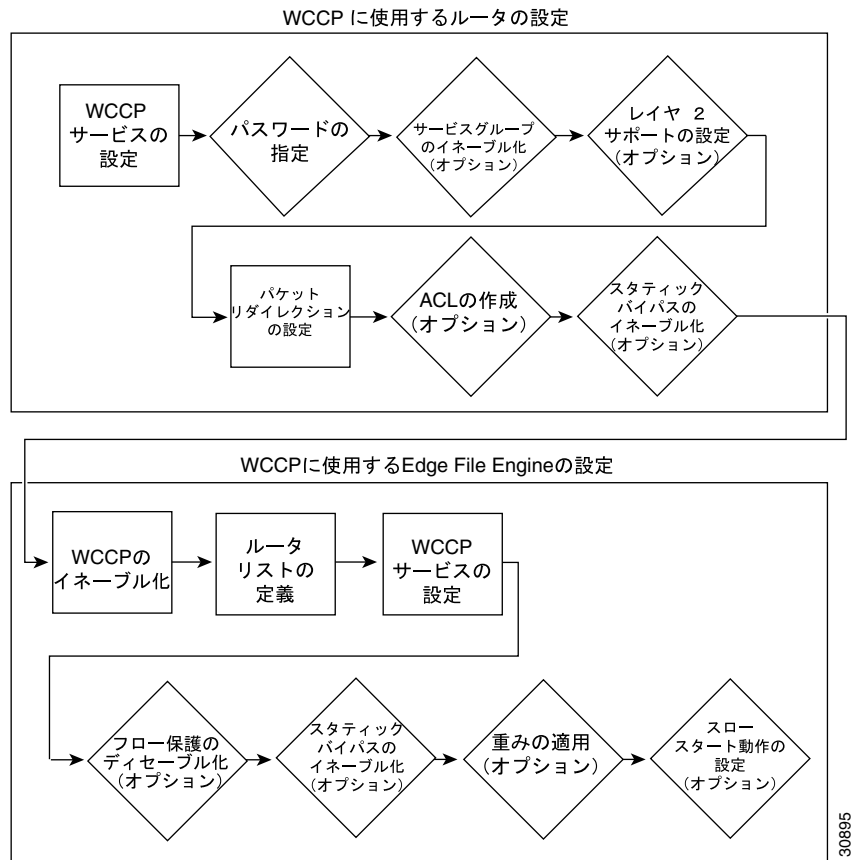 WCCP に使用するルータの設定
WCCP
サービスの
設定
パスワードの
指定
サービスグループ
のイネーブル化
(オプション)
レイヤ 2
サポートの設定
(オプション)
パケット
リダイレクション
の設定
ACLの作成
(オプション)
スタティック
バイパスの
イネーブル化
(オプション)
WCCPに使用するEdge File Engineの設定
WCCPの
イネーブル化
ルータ
リストの
定義
WCCP
サービスの
設定
フロー保護の
ディセーブル化
(オプション)
スタティック
バイパスの
イネーブル化
(オプション)
重みの適用
(オプション)
スロー
スタート動作の
設定
(オプション)
30895